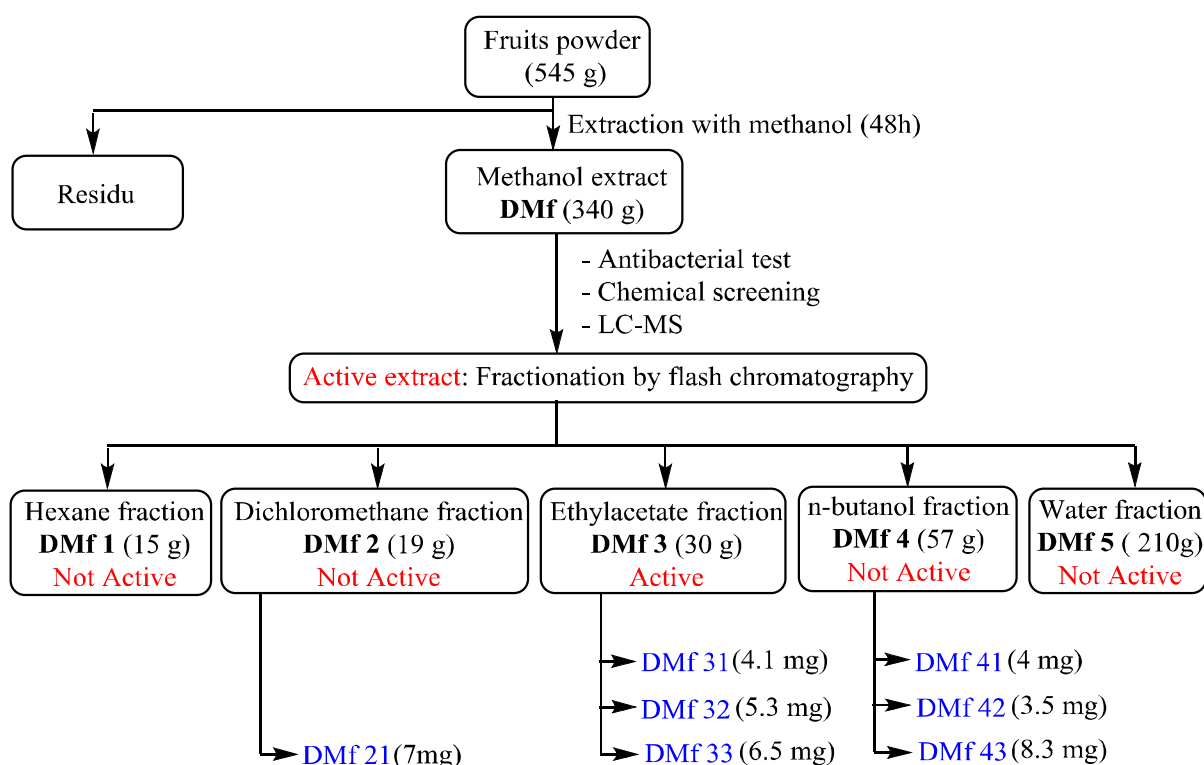 Fruits powder
(545 g)
Extraction with methanol (48h)
Residu
Methanol extract
DMf (340 g)
- Antibacterial test
- Chemical screening
- LC-MS
Active extract: Fractionation by flash chromatography
Hexane fraction
DMf 1 (15 g)
Not Active
Dichloromethane fraction
DMf 2 (19 g)
Not Active
Ethylacetate fraction
DMf 3 (30 g)
Active
n-butanol fraction
DMf 4 (57 g)
Not Active
Water fraction
DMf 5 ( 210g)
Not Active
DMf 21 (7mg)
DMf 31 (4.1 mg)
DMf 32 (5.3 mg)
DMf 33 (6.5 mg)
DMf 41 (4 mg)
DMf 42 (3.5 mg)
DMf 43 (8.3 mg)